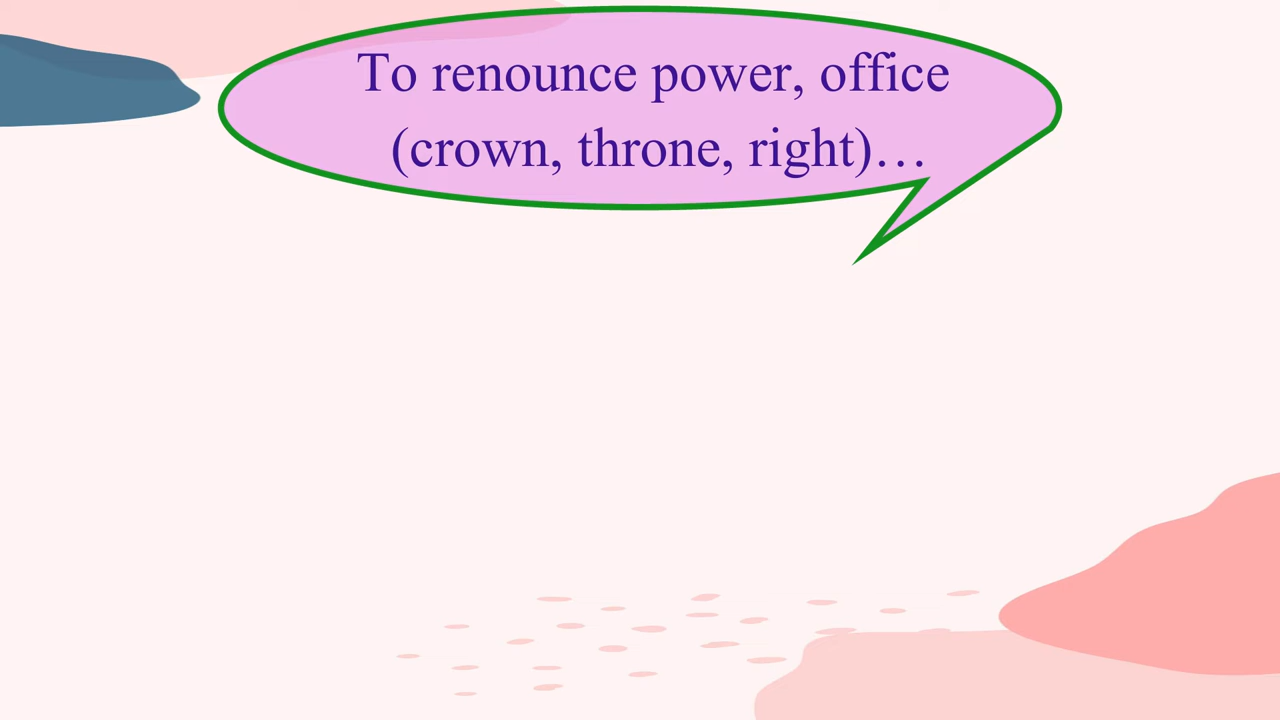 To renounce power, office
(crown, throne, right)…